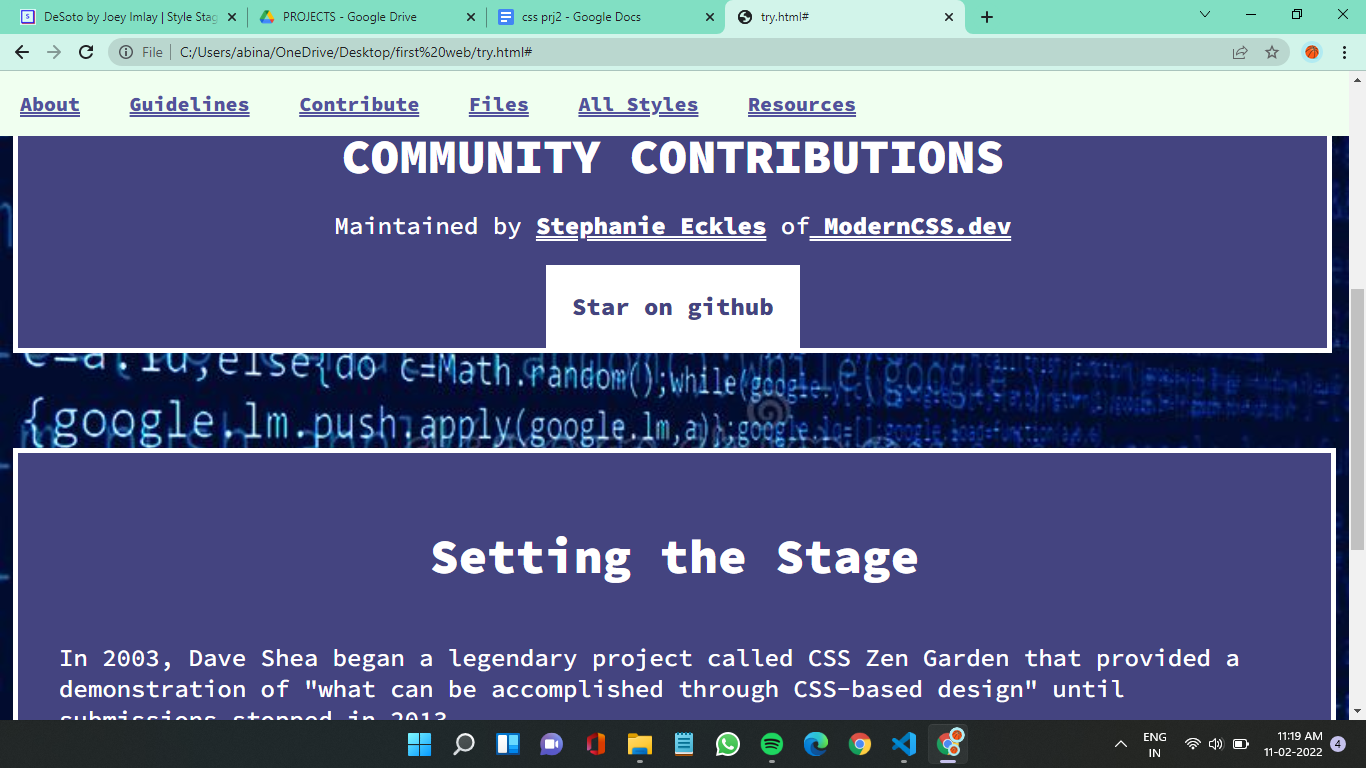 DeSoto by Joey Imlay | Style Stag
PROJECTS - Google Drive
css prj2 - Google Docs
try.html#
File
C:/Users/abina/OneDrive/Desktop/first%20web/try.html#
About Guidelines Contribute Files All Styles Resources
COMMUNITY CONTRIBUTIONS
Maintained by Stephanie Eckles of ModernCSS.dev
Star on github
else{do c=Math.random();while(google.
{google.lm.push.apply(google.lm,a)};google.
Setting the Stage
In 2003, Dave Shea began a legendary project called CSS Zen Garden that provided a
demonstration of "what can be accomplished through CSS-based design" until
submissions stopped in 2013
ENG
IN
11:19 AM
11-02-2022
4